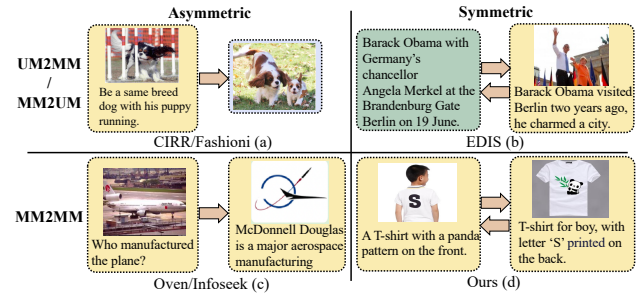 Asymmetric
Symmetric
UM2MM
/
MM2UM
Be a same breed
dog with his puppy
running.
CIRR/Fashioni (a)
Barack Obama with
Germany's
chancellor
Angela Merkel at the
Brandenburg Gate
Berlin on 19 June.
Barack Obama visited
Berlin two years ago,
he charmed a city.
EDIS (b)
MM2MM
Who manufactured
the plane?
McDonnell Douglas
is a major aerospace
manufacturing
Oven/Infoseek (c)
S
A T-shirt with a panda
pattern on the front.
T-shirt for boy, with
letter 'S' printed on
the back.
Ours (d)